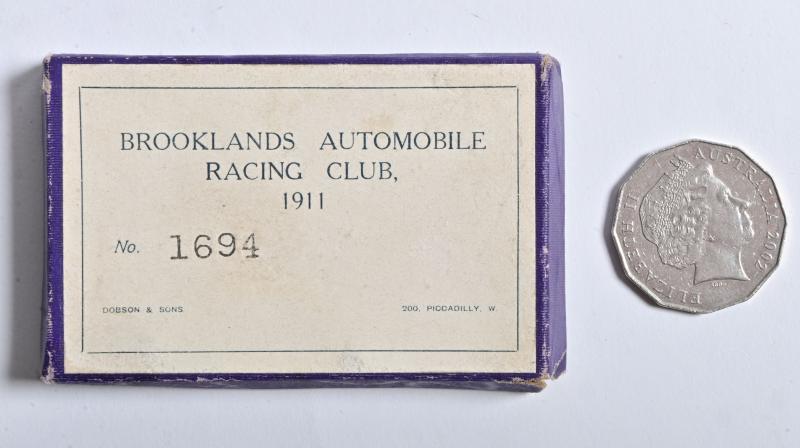 BROOKLANDS AUTOMOBILE
RACING CLUB,
1911
No. 1694
DOBSON & SONS. 200, PICCADILLY, W.
ELIZABETH II AUSTRALIA 2002